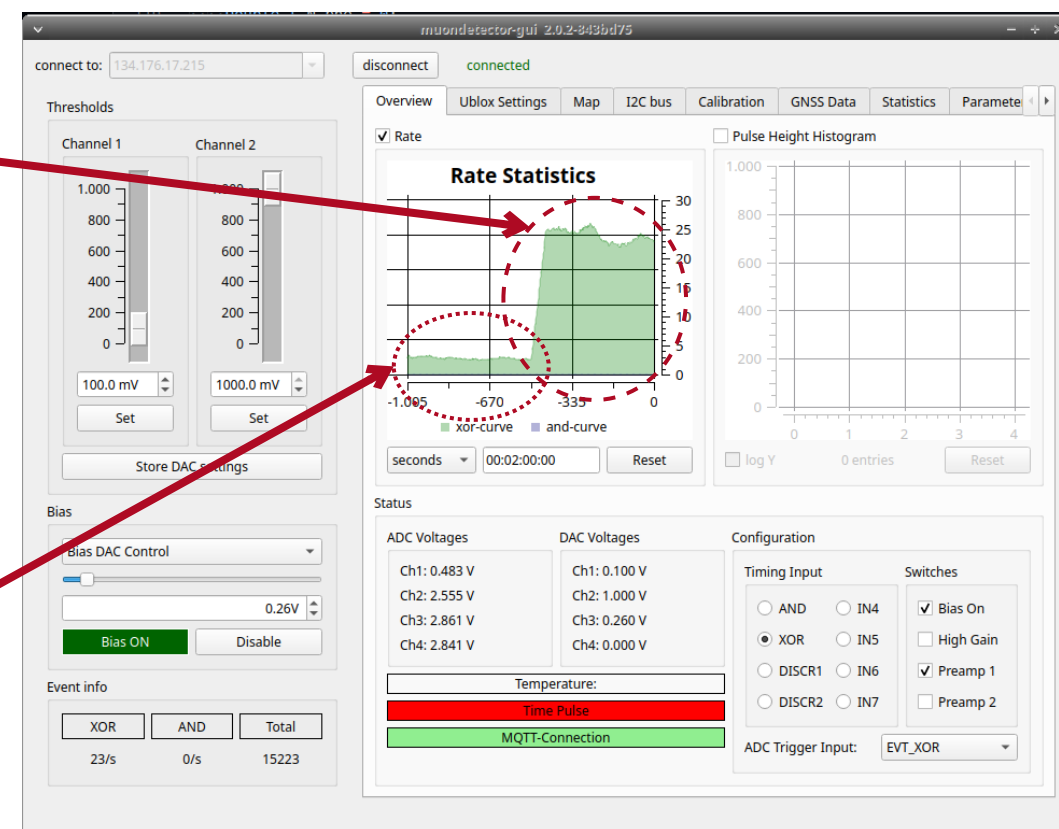 muondetector-gui 2.0.2-843bd75
connect to: 134.176.17.215 disconnect connected
Thresholds
Channel 1 Channel 2
1.000
800
600
400
200
0
1.000
800
600
400
200
0
100.0 mV 1000.0 mV
Set Set
Store DAC settings
Bias
Bias DAC Control
0.26V
Bias ON Disable
Event info
XOR AND Total
23/s 0/s 15223
Overview Ublox Settings Map I2C bus Calibration GNSS Data Statistics Paramete
Rate
Rate Statistics
30
25
20
15
10
5
0
-1.005 -670 -335 0
xor-curve and-curve
seconds 00:02:00:00 Reset
Pulse Height Histogram
1.000
800
600
400
200
0
0 1 2 3 4
log Y 0 entries Reset
Status
ADC Voltages DAC Voltages Configuration
Ch1: 0.483 V Ch1: 0.100 V
Ch2: 2.555 V Ch2: 1.000 V
Ch3: 2.861 V Ch3: 0.260 V
Ch4: 2.841 V Ch4: 0.000 V
Temperature:
Time Pulse
MQTT-Connection
Timing Input Switches
AND IN4 Bias On
XOR IN5 High Gain
DISCR1 IN6 Preamp 1
DISCR2 IN7 Preamp 2
ADC Trigger Input: EVT_XOR